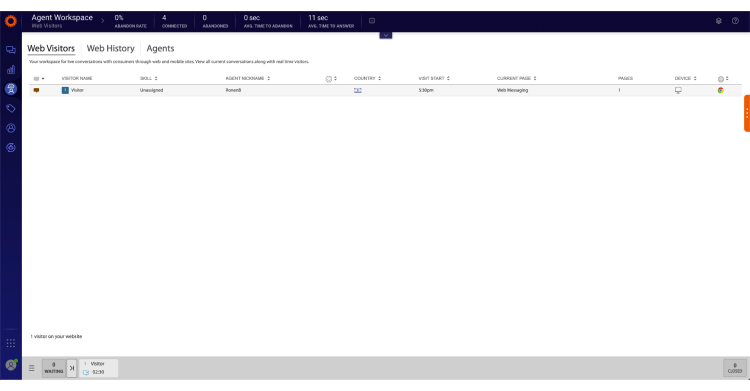 Agent Workspace
Web Visitors
0%
ABANDON RATE
4
CONNECTED
0
ABANDONED
0 sec
AVG. TIME TO ABANDON
11 sec
AVG. TIME TO ANSWER
Web Visitors
Web History
Agents
Your workspace for live conversations with consumers through web and mobile sites. View all current conversations along with real-time visitors.
VISITOR NAME SKILL AGENT NICKNAME COUNTRY VISIT START CURRENT PAGE PAGES DEVICE
1 Visitor Unassigned RonenB 5:30pm Web Messaging 1
1 visitor on your website
0
WAITING
Visitor
02:30
0
CLOSED